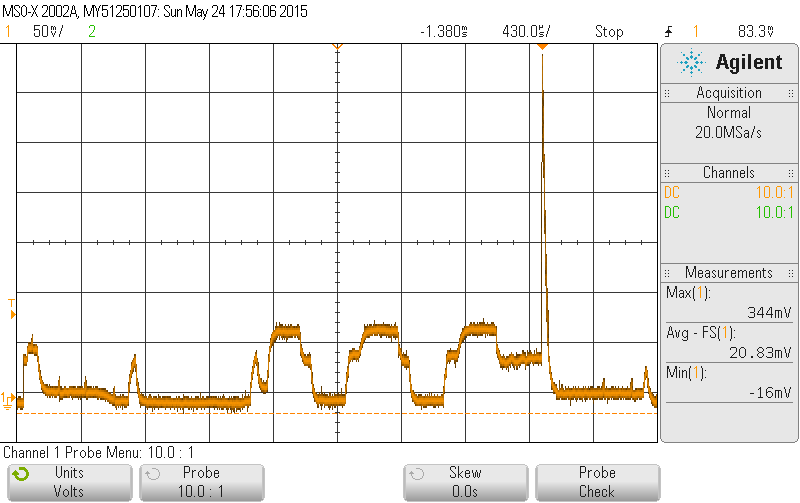 MSO-X 2002A, MY51250107: Sun May 24 17:56:06 2015
1 50mV/ 2 -1.380ms 430.0µs/ Stop 1 83.3mV
Agilent
Acquisition
Normal
20.0MSa/s
Channels
DC 10.0:1
DC 10.0:1
Measurements
Max(1):
344mV
Avg - FS(1):
20.83mV
Min(1):
-16mV
T
1
Channel 1 Probe Menu: 10.0 : 1
Units
Volts
Probe
10.0 : 1
Skew
0.0s
Probe
Check